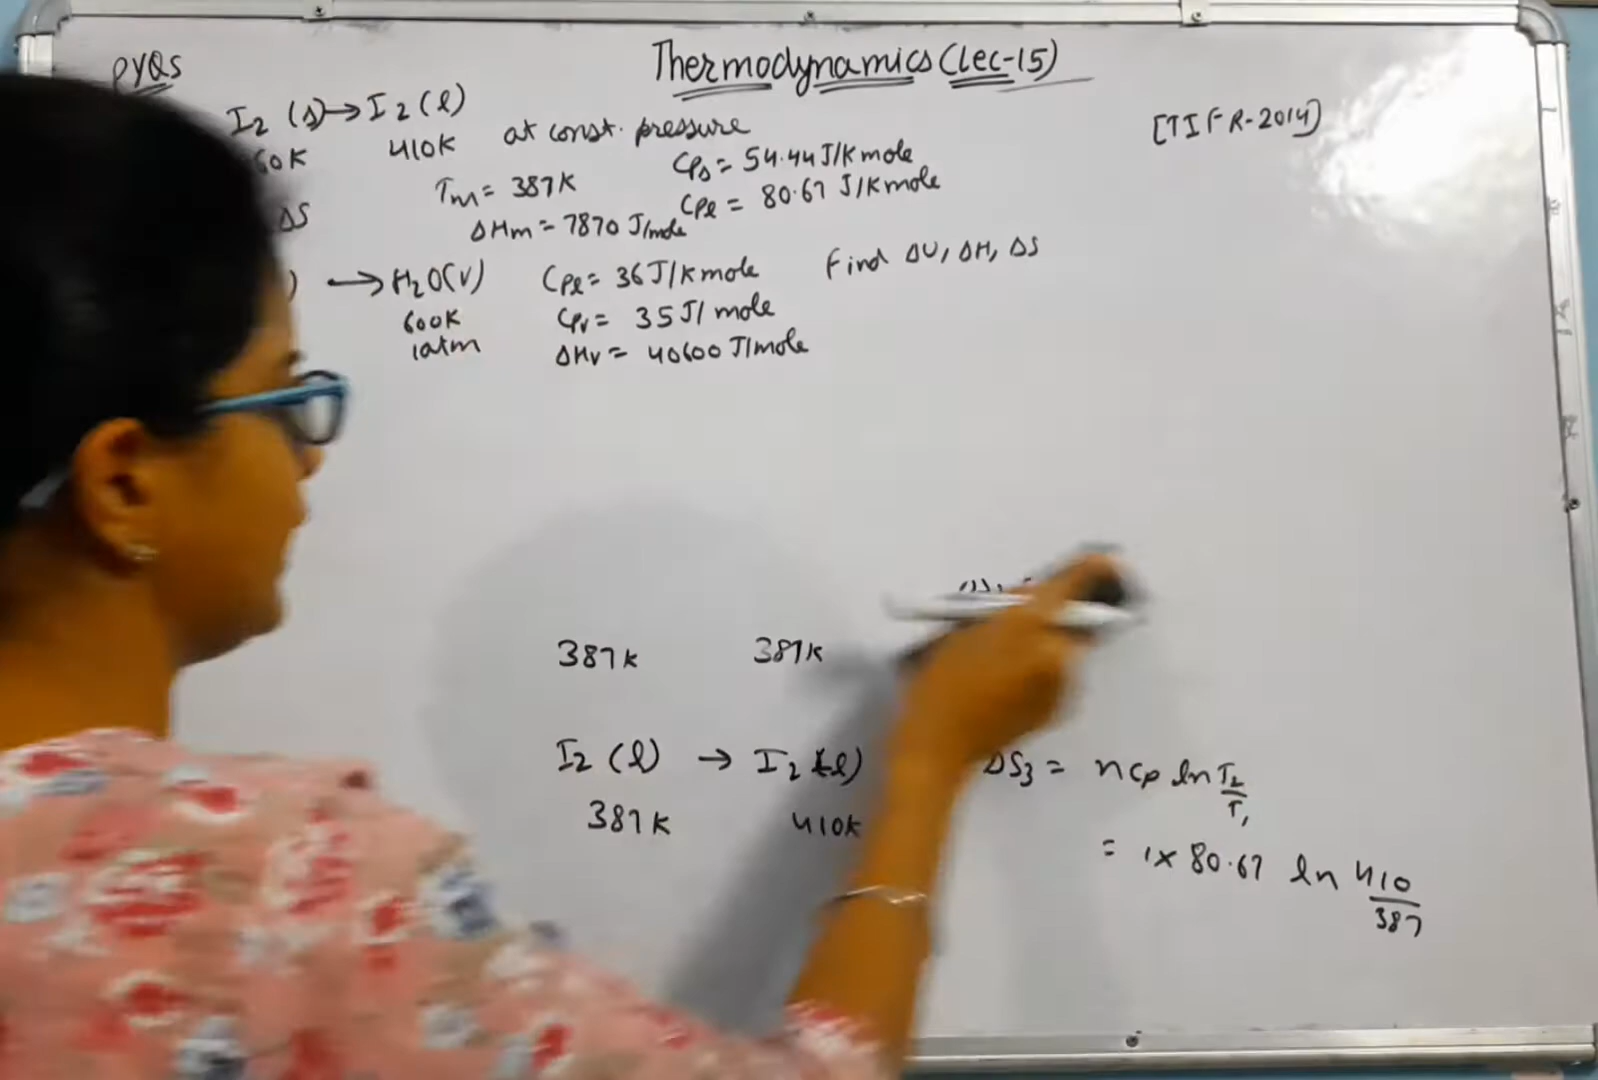 PYQs
Thermodynamics (Lec-15)
[TIFR-2014]
I₂ (s) → I₂ (l)
60K 410K at const. pressure
Tm = 387K
ΔHm = 7870 J/mole
Cps = 54.44 J/K mole
Cpl = 80.67 J/K mole
ΔS
) → H₂O(v) Cpl = 36 J/K mole Find ΔU, ΔH, ΔS
600K Cpv = 35 J/mole
1atm ΔHv = 40600 J/mole
387K 387K
I₂ (l) → I₂ (l) ΔS₃ = nCp ln T₂/T₁
387K 410K
= 1× 80.67 ln 410/387